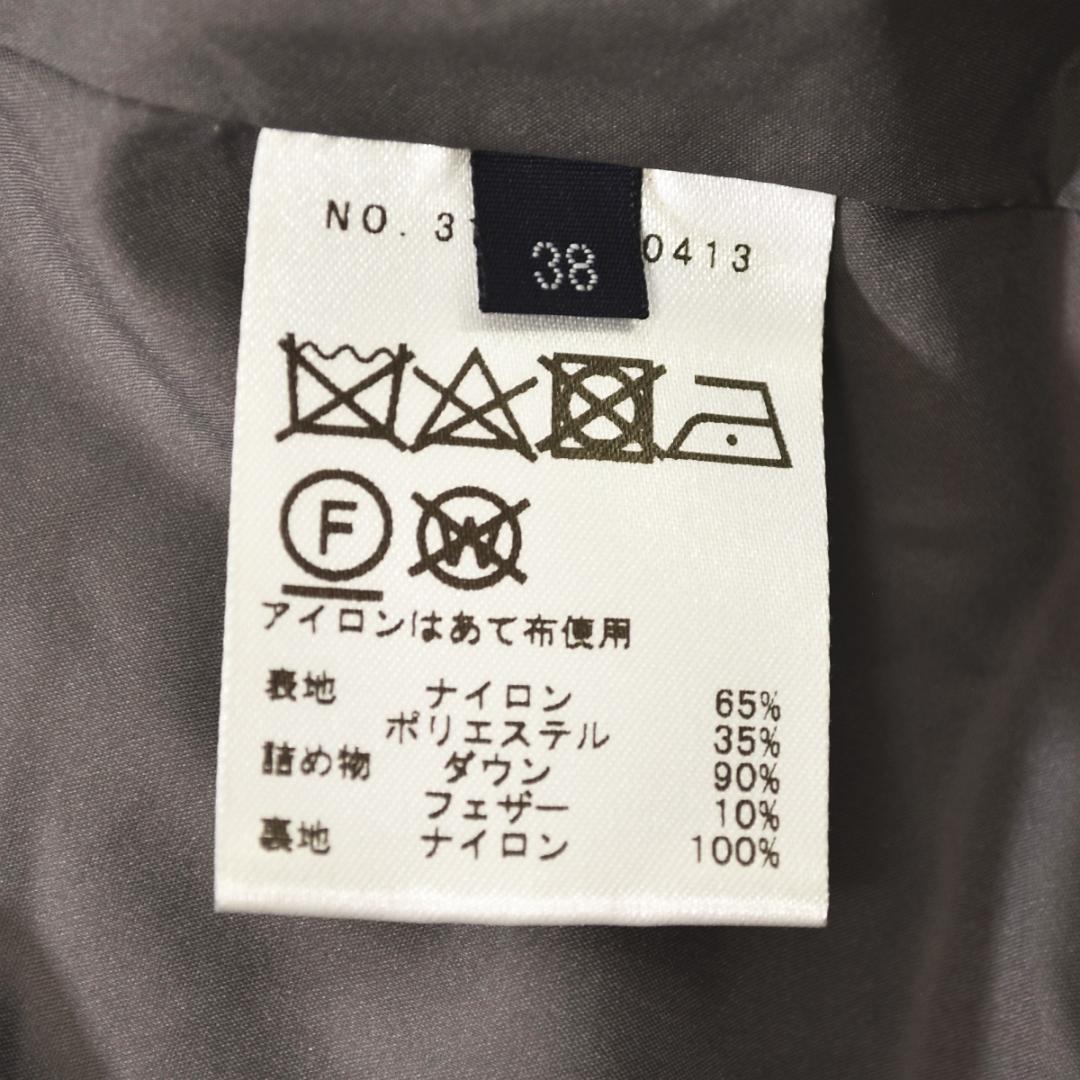 NO. 3
0413
38
F
W
アイロンはあて布使用
表地 ナイロン 65%
ポリエステル 35%
詰め物 ダウン 90%
フェザー 10%
裏地 ナイロン 100%